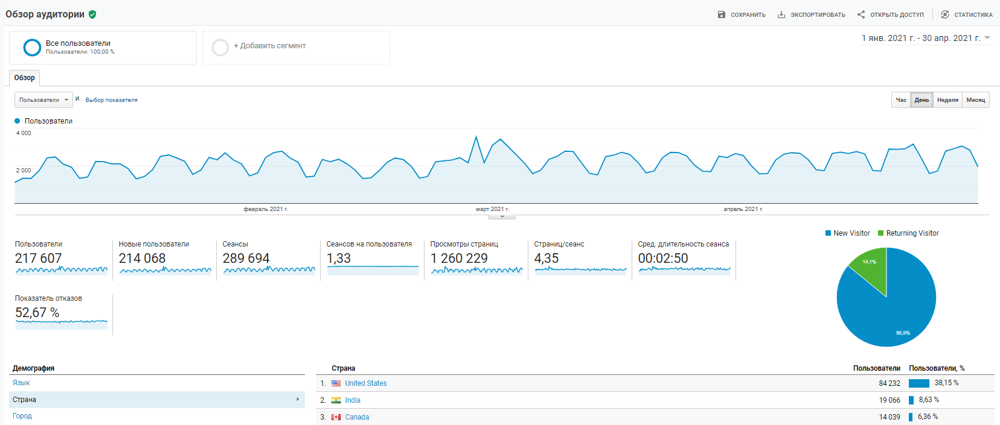 Обзор аудитории
СОХРАНИТЬ ЭКСПОРТИРОВАТЬ ОТКРЫТЬ ДОСТУП СТАТИСТИКА
Все пользователи
Пользователи: 100,00 %
+ Добавить сегмент
1 янв. 2021 г. - 30 апр. 2021 г.
Обзор
Пользователи и Выбор показателя
Час День Неделя Месяц
Пользователи
4 000
2 000
февраль 2021 г. март 2021 г. апрель 2021 г.
New Visitor Returning Visitor
Пользователи
217 607
Новые пользователи
214 068
Сеансы
289 694
Сеансов на пользователя
1,33
Просмотры страниц
1 260 229
Страниц/сеанс
4,35
Сред. длительность сеанса
00:02:50
Показатель отказов
52,67 %
14,1%
85,9%
Демография
Язык
Страна
Город
Страна Пользователи Пользователи, %
1. United States 84 232 38,15 %
2. India 19 066 8,63 %
3. Canada 14 039 6,36 %